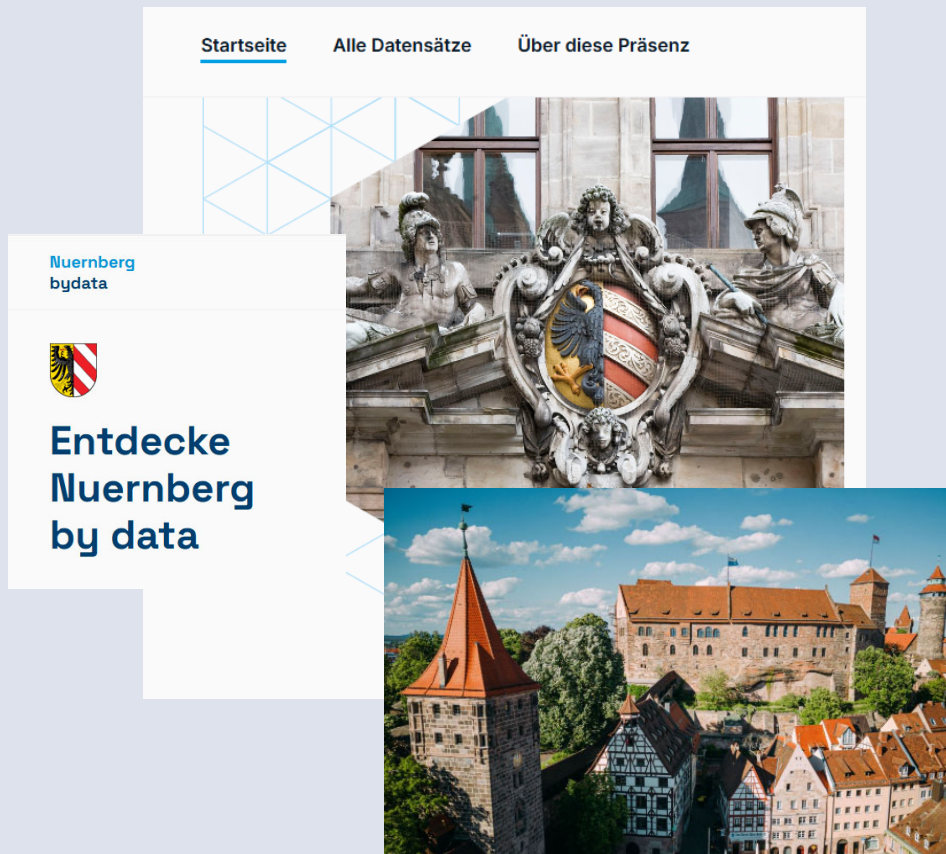 Startseite Alle Datensätze Über diese Präsenz
Nuernberg
bydata
Entdecke
Nuernberg
by data